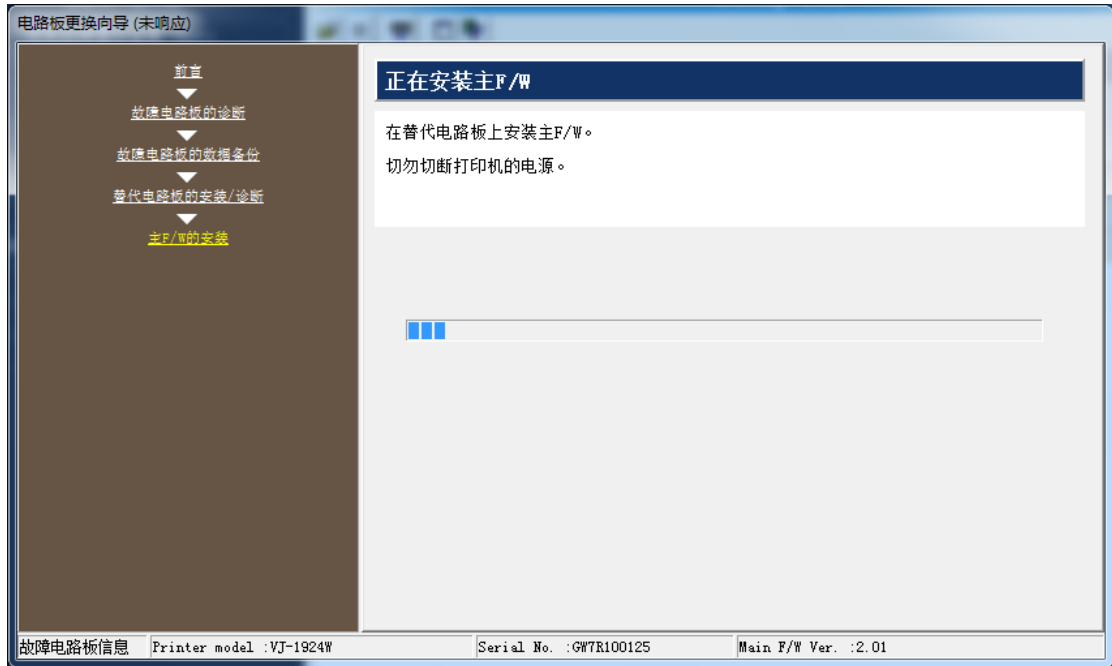 电路板更换向导 (未响应)
前言
故障电路板的诊断
故障电路板的数据备份
替代电路板的安装/诊断
主F/W的安装
正在安装主F/W
在替代电路板上安装主F/W。
切勿切断打印机的电源。
故障电路板信息 Printer model :VJ-1924W Serial No. :GW7R100125 Main F/W Ver. :2.01